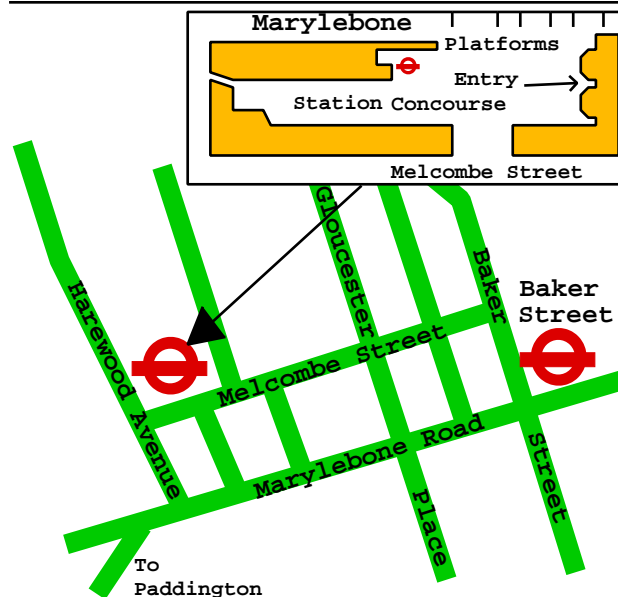 Marylebone
Platforms
Entry
Station Concourse
Melcombe Street
Gloucester
Place
Baker
Street
Baker
Street
Harewood Avenue
Melcombe Street
Marylebone Road
To
Paddington